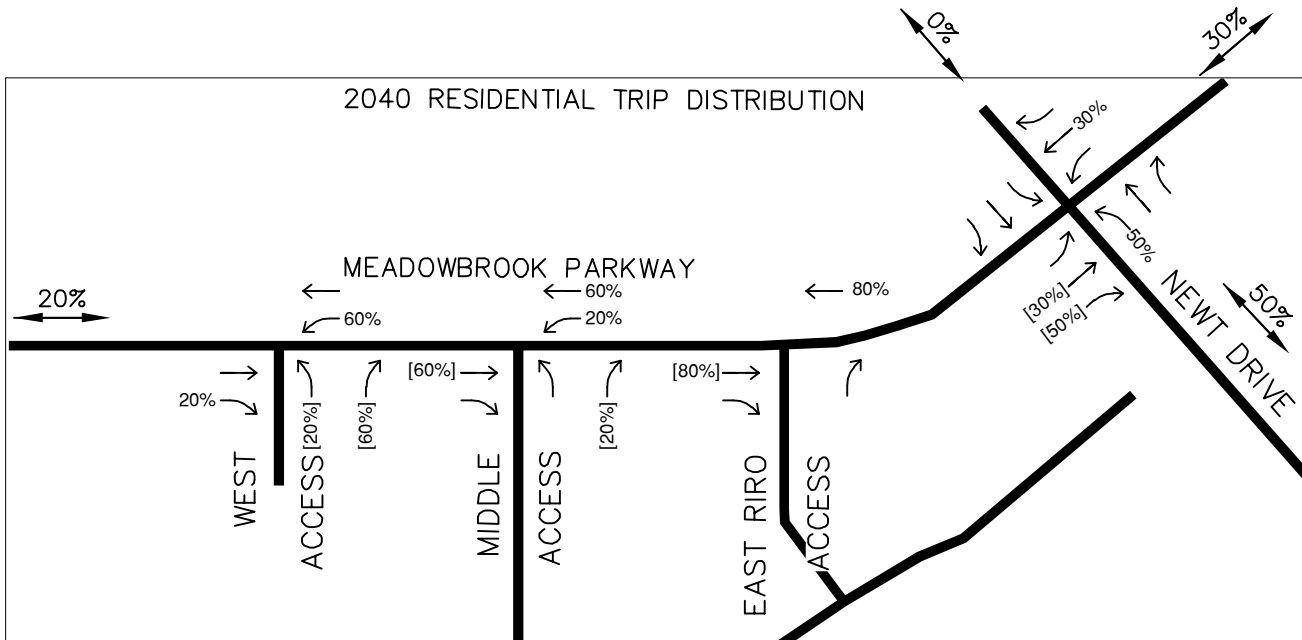 0%
30%
2040 RESIDENTIAL TRIP DISTRIBUTION
30%
50%
MEADOWBROOK PARKWAY
20%
60%
80%
60%
20%
[30%]
[50%]
NEWT DRIVE
50%
[60%]
[80%]
20%
[20%]
[60%]
[20%]
WEST
ACCESS
MIDDLE
ACCESS
EAST RIRO
ACCESS